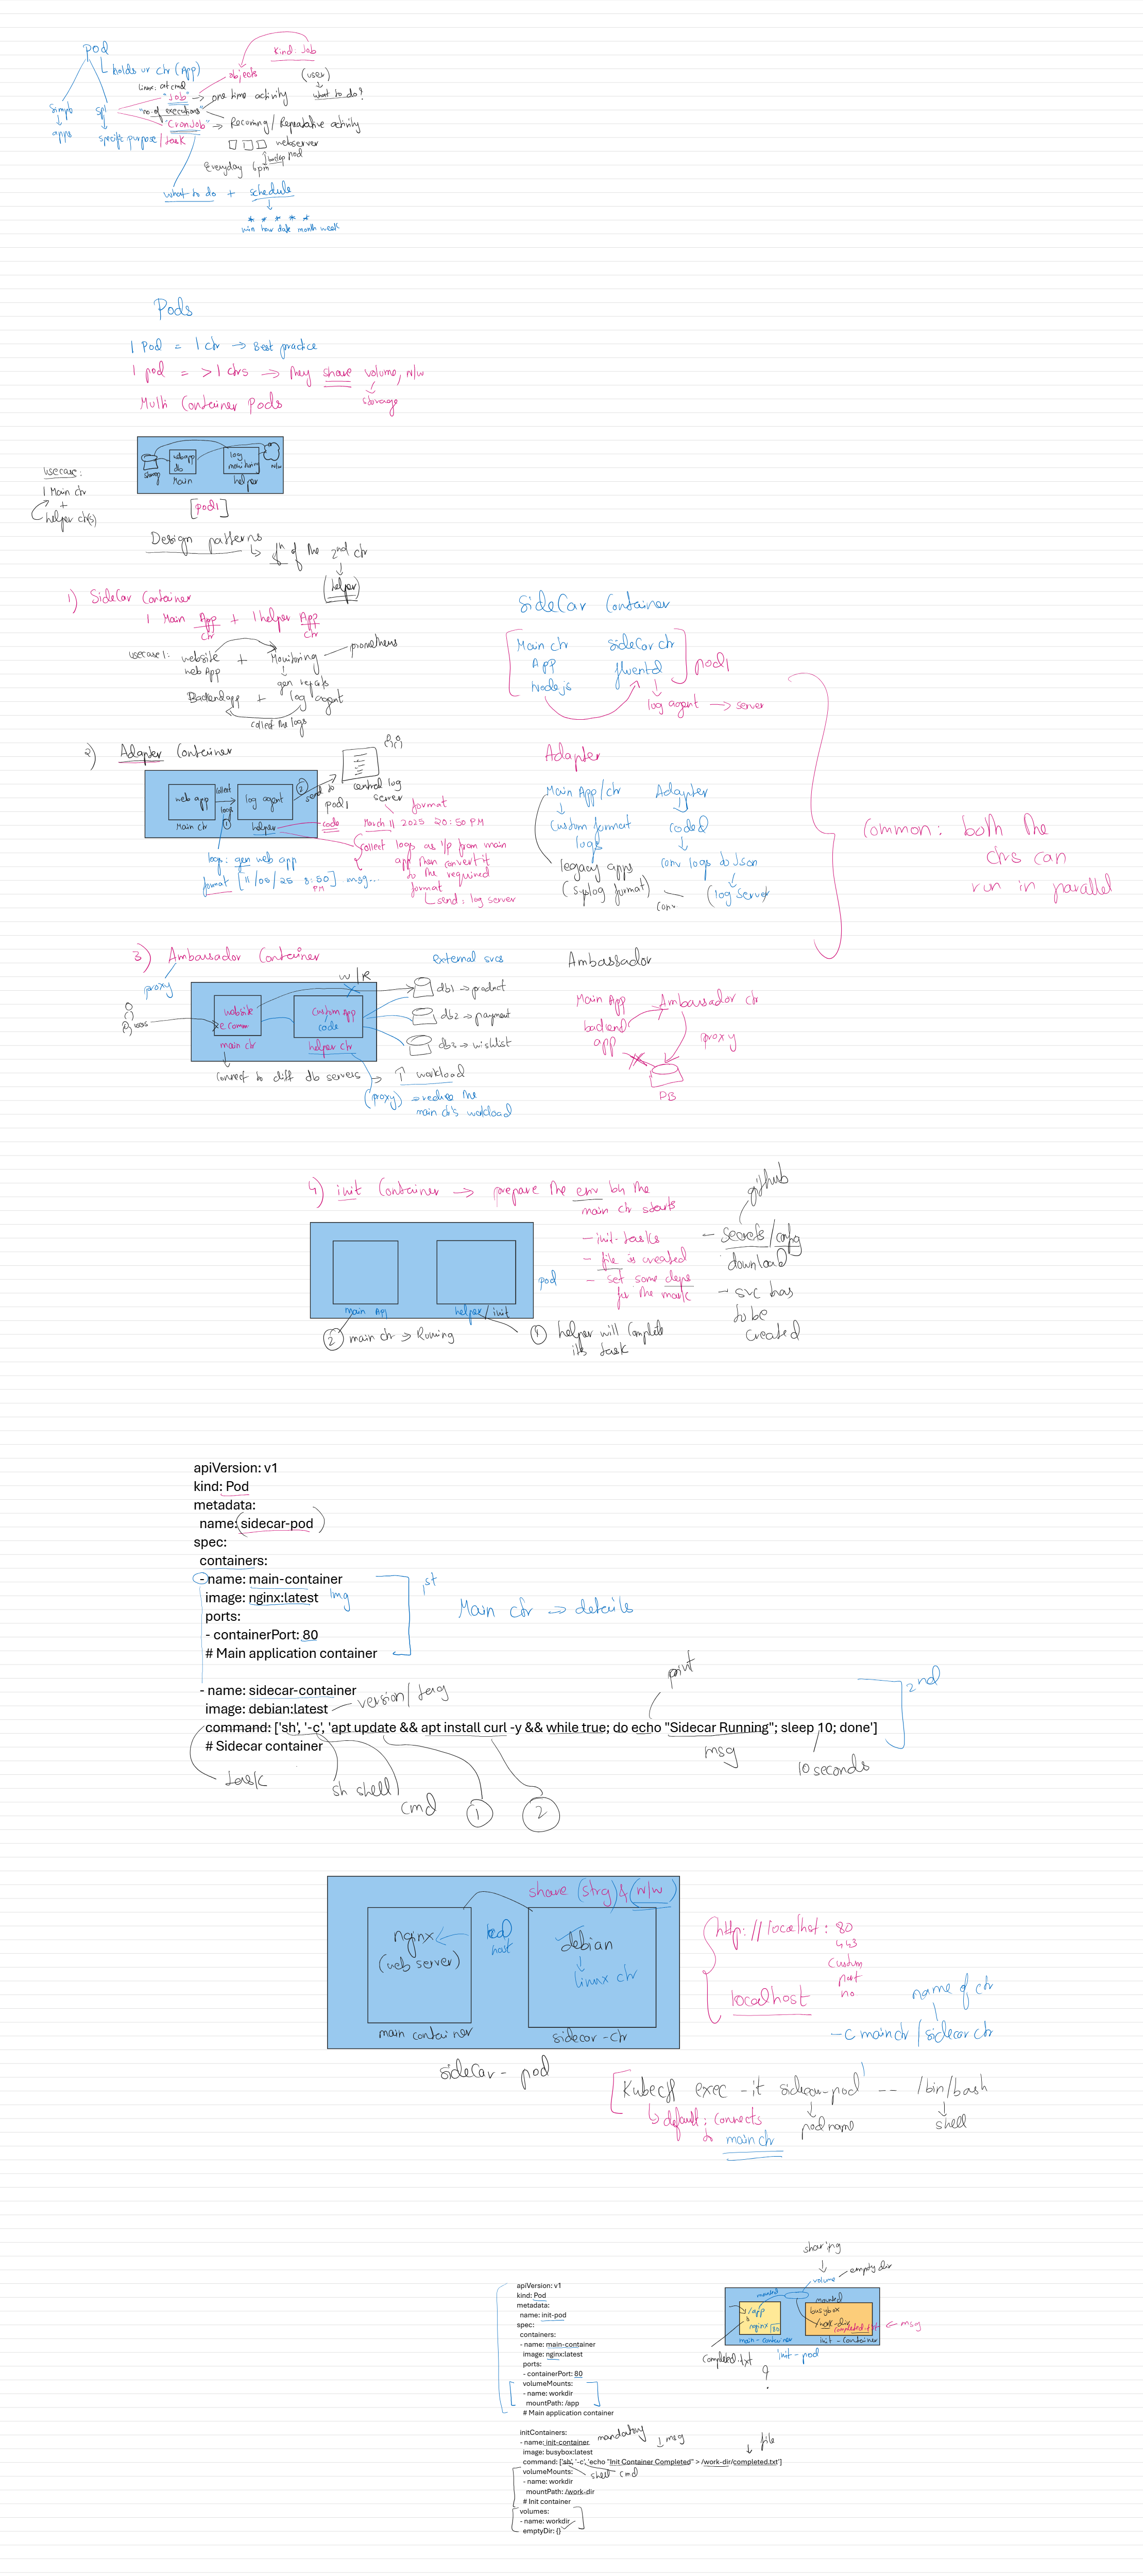 pod
holds ur ctr (App)
Simple
apps
spl
specific purpose/task
Linux: at cmd
"Job" → one time activity
"no. of executions"
"CronJob" → Recurring / Repeatative activity
objects
Kind: Job
(user)
what to do?
webserver
backup pod
Everyday 6pm
what to do + schedule
* * * * *
min hour date month week
Pods
1 Pod = 1 ctr → Best practice
1 pod = >1 ctrs → They share volume, n/w
storage
Multi Container Pods
usecase:
1 Main ctr
+
helper ctr(s)
storage
webapp
db
Main
log
monitoring
helper
n/w
[pod1]
Design patterns
fn of the 2nd ctr
(helper)
1) SideCar Container
1 Main App + 1 helper App
ctr ctr
usecase1: website + Monitoring
web App
prometheus
gen reports
Backend app + log agent
collect the logs
SideCar Container
Main ctr SideCar ctr
App fluentd
Nodejs
pod1
log agent → server
2) Adapter Container
web app
Main ctr
collect
logs
1
log agent
helper
2
send to
pod1
central log
server
format
code
March 11 2025 20:50 PM
collect logs as i/p from main
app then convert it
to the required
format
send: log server
logs: gen web app
format [11/03/25 8:50 PM] msg...
Adapter
Main App/ctr Adapter
custom format coded
logs
conv logs to Json
legacy apps
(syslog format)
conv
(log server)
Common: both the
ctrs can
run in parallel
3) Ambassador Container
proxy
website
e.comm
main ctr
custom app
code
helper ctr
W/R
external svcs
db1 → product
db2 → payment
db3 → wishlist
connect to diff db servers → ↑ workload
(proxy) → reduce the
main ctr's workload
Ambassador
Main App Ambassador ctr
backend
app
proxy
DB
4) init Container → prepare the env b4 the
main ctr starts
- init-tasks
- file is created
- set some deps
for the main
github
- secrets/config
download
- svc has
to be
created
main App
helper/init
pod
2 main ctr → Running
1 helper will complete
its task
apiVersion: v1
kind: Pod
metadata:
name: sidecar-pod
spec:
containers:
- name: main-container
image: nginx:latest img
ports:
- containerPort: 80
# Main application container
1st
Main ctr → details
- name: sidecar-container
image: debian:latest version/tag
command: ['sh', '-c', 'apt update && apt install curl -y && while true; do echo "Sidecar Running"; sleep 10; done']
# Sidecar container
print
2nd
task
sh shell
cmd
1
2
msg
10 seconds
share (strg) & (n/w)
nginx
(web server)
main container
local
host
debian
linux ctr
sidecar-ctr
sideCar-pod
http://localhost: 80
443
custom
port
no
localhost
name of ctr
-c main ctr / sidecar ctr
Kubectl exec -it sidecar-pod -- /bin/bash
default: connects
to main ctr
pod name
shell
sharing
volume
empty dir
mounted
/app
nginx 80
main-container
mounted
busybox
/work-dir
completed.txt
msg
init-container
init-pod
completed.txt
?
apiVersion: v1
kind: Pod
metadata:
name: init-pod
spec:
containers:
- name: main-container
image: nginx:latest
ports:
- containerPort: 80
volumeMounts:
- name: workdir
mountPath: /app
# Main application container
initContainers:
- name: init-container mandatory
msg
file
image: busybox:latest
command: ['sh', '-c', 'echo "Init Container Completed" > /work-dir/completed.txt']
shell cmd
volumeMounts:
- name: workdir
mountPath: /work-dir
# Init container
volumes:
- name: workdir
emptyDir: {}